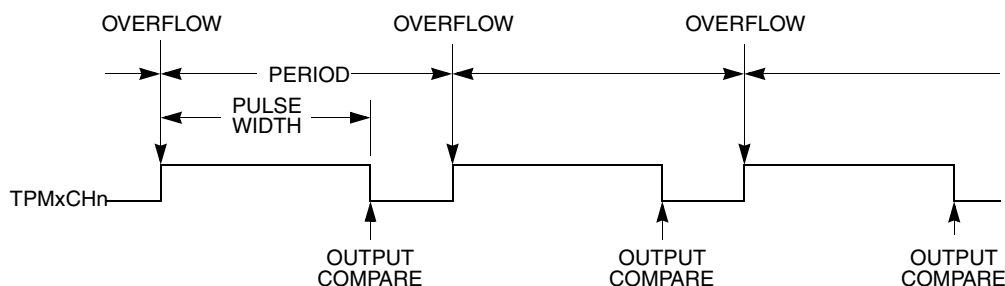 OVERFLOW
OVERFLOW
OVERFLOW
PERIOD
PULSE
WIDTH
TPMxCHn
OUTPUT
COMPARE
OUTPUT
COMPARE
OUTPUT
COMPARE